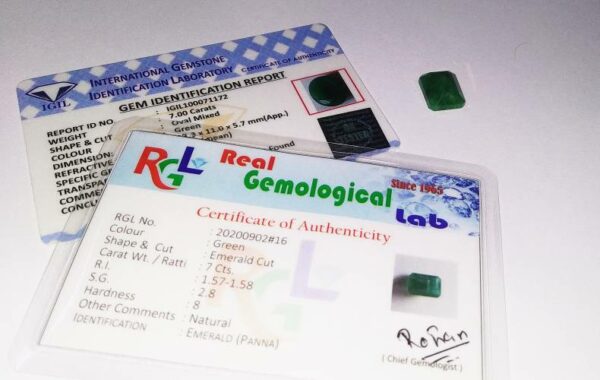 INTERNATIONAL GEMSTONE
IDENTIFICATION LABORATORY
CERTIFICATE OF AUTHENTICITY
IGIL
GEM IDENTIFICATION REPORT
REPORT ID NO. : IGIL100071172
WEIGHT : 7.00 Carats
SHAPE & CUT : Oval Mixed
COLOUR : Green
DIMENSION x 11.0 x 5.7 mm(App.)
REFRACTIVE
SPECIFIC
TRANSPA
COMME Found
CONCLU
RGL Real
Gemological
Since 1965
Lab
Certificate of Authenticity
RGL No. : 20200902#16
Colour : Green
Shape & Cut : Emerald Cut
Carat Wt. / Ratti : 7 Cts.
R.I. : 1.57-1.58
S.G. : 2.8
Hardness : 8
Other Comments : Natural
IDENTIFICATION : EMERALD (PANNA)
Rohan
( Chief Gemologist )